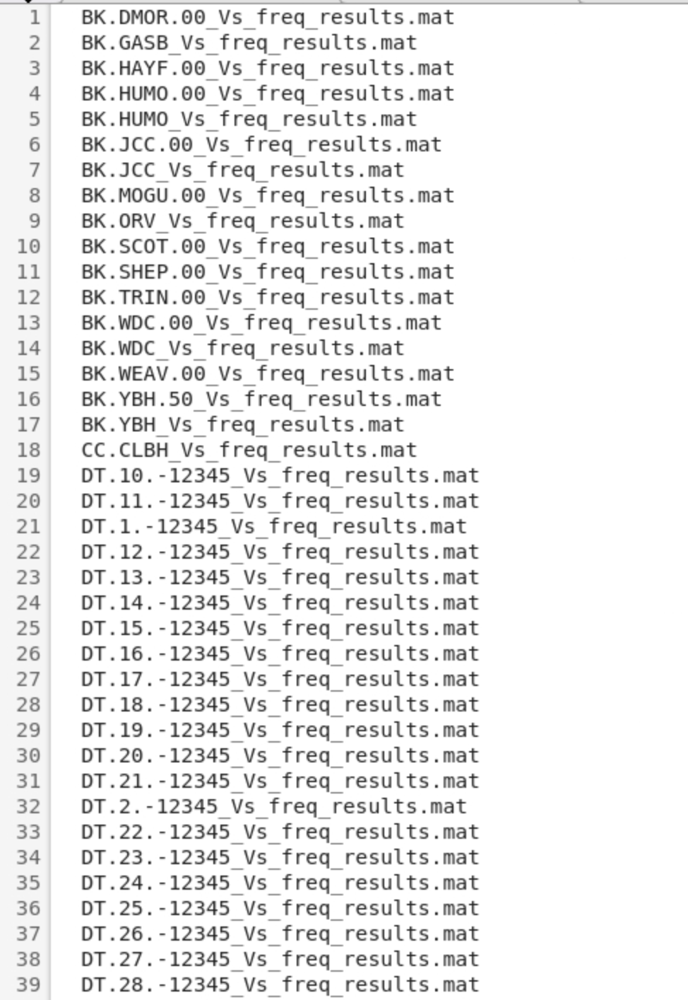 1 BK.DMOR.00_Vs_freq_results.mat
2 BK.GASB_Vs_freq_results.mat
3 BK.HAYF.00_Vs_freq_results.mat
4 BK.HUMO.00_Vs_freq_results.mat
5 BK.HUMO_Vs_freq_results.mat
6 BK.JCC.00_Vs_freq_results.mat
7 BK.JCC_Vs_freq_results.mat
8 BK.MOGU.00_Vs_freq_results.mat
9 BK.ORV_Vs_freq_results.mat
10 BK.SCOT.00_Vs_freq_results.mat
11 BK.SHEP.00_Vs_freq_results.mat
12 BK.TRIN.00_Vs_freq_results.mat
13 BK.WDC.00_Vs_freq_results.mat
14 BK.WDC_Vs_freq_results.mat
15 BK.WEAV.00_Vs_freq_results.mat
16 BK.YBH.50_Vs_freq_results.mat
17 BK.YBH_Vs_freq_results.mat
18 CC.CLBH_Vs_freq_results.mat
19 DT.10.-12345_Vs_freq_results.mat
20 DT.11.-12345_Vs_freq_results.mat
21 DT.1.-12345_Vs_freq_results.mat
22 DT.12.-12345_Vs_freq_results.mat
23 DT.13.-12345_Vs_freq_results.mat
24 DT.14.-12345_Vs_freq_results.mat
25 DT.15.-12345_Vs_freq_results.mat
26 DT.16.-12345_Vs_freq_results.mat
27 DT.17.-12345_Vs_freq_results.mat
28 DT.18.-12345_Vs_freq_results.mat
29 DT.19.-12345_Vs_freq_results.mat
30 DT.20.-12345_Vs_freq_results.mat
31 DT.21.-12345_Vs_freq_results.mat
32 DT.2.-12345_Vs_freq_results.mat
33 DT.22.-12345_Vs_freq_results.mat
34 DT.23.-12345_Vs_freq_results.mat
35 DT.24.-12345_Vs_freq_results.mat
36 DT.25.-12345_Vs_freq_results.mat
37 DT.26.-12345_Vs_freq_results.mat
38 DT.27.-12345_Vs_freq_results.mat
39 DT.28.-12345_Vs_freq_results.mat